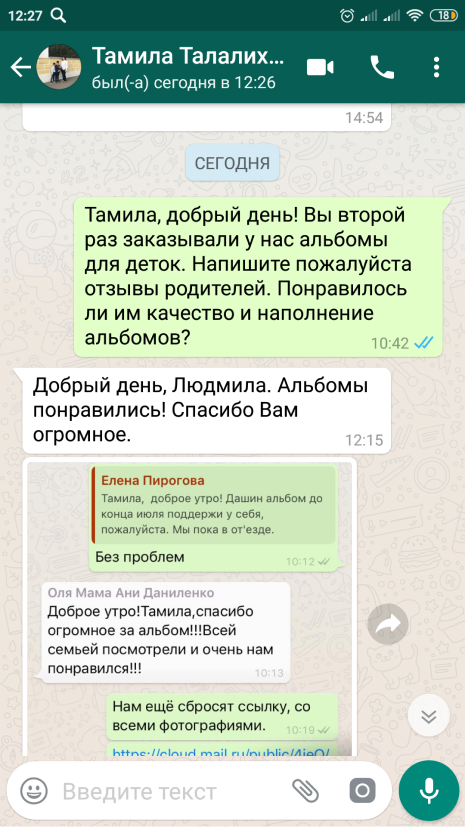 12:27
18
Тамила Талалих...
был(-а) сегодня в 12:26
14:54
СЕГОДНЯ
Тамила, добрый день! Вы второй
раз заказывали у нас альбомы
для деток. Напишите пожалуйста
отзывы родителей. Понравилось
ли им качество и наполнение
альбомов?
10:42
Добрый день, Людмила. Альбомы
понравились! Спасибо Вам
огромное.
12:15
Елена Пирогова
Тамила, доброе утро! Дашин альбом до
конца июля поддержи у себя,
пожалуйста. Мы пока в от'езде.
Без проблем
10:12
Оля Мама Ани Даниленко
Доброе утро!Тамила,спасибо
огромное за альбом!!!Всей
семьей посмотрели и очень нам
понравился!!!
10:13
Нам ещё сбросят ссылку, со
всеми фотографиями.
10:19
https://cloud.mail.ru/public/4jeQ/
Введите текст